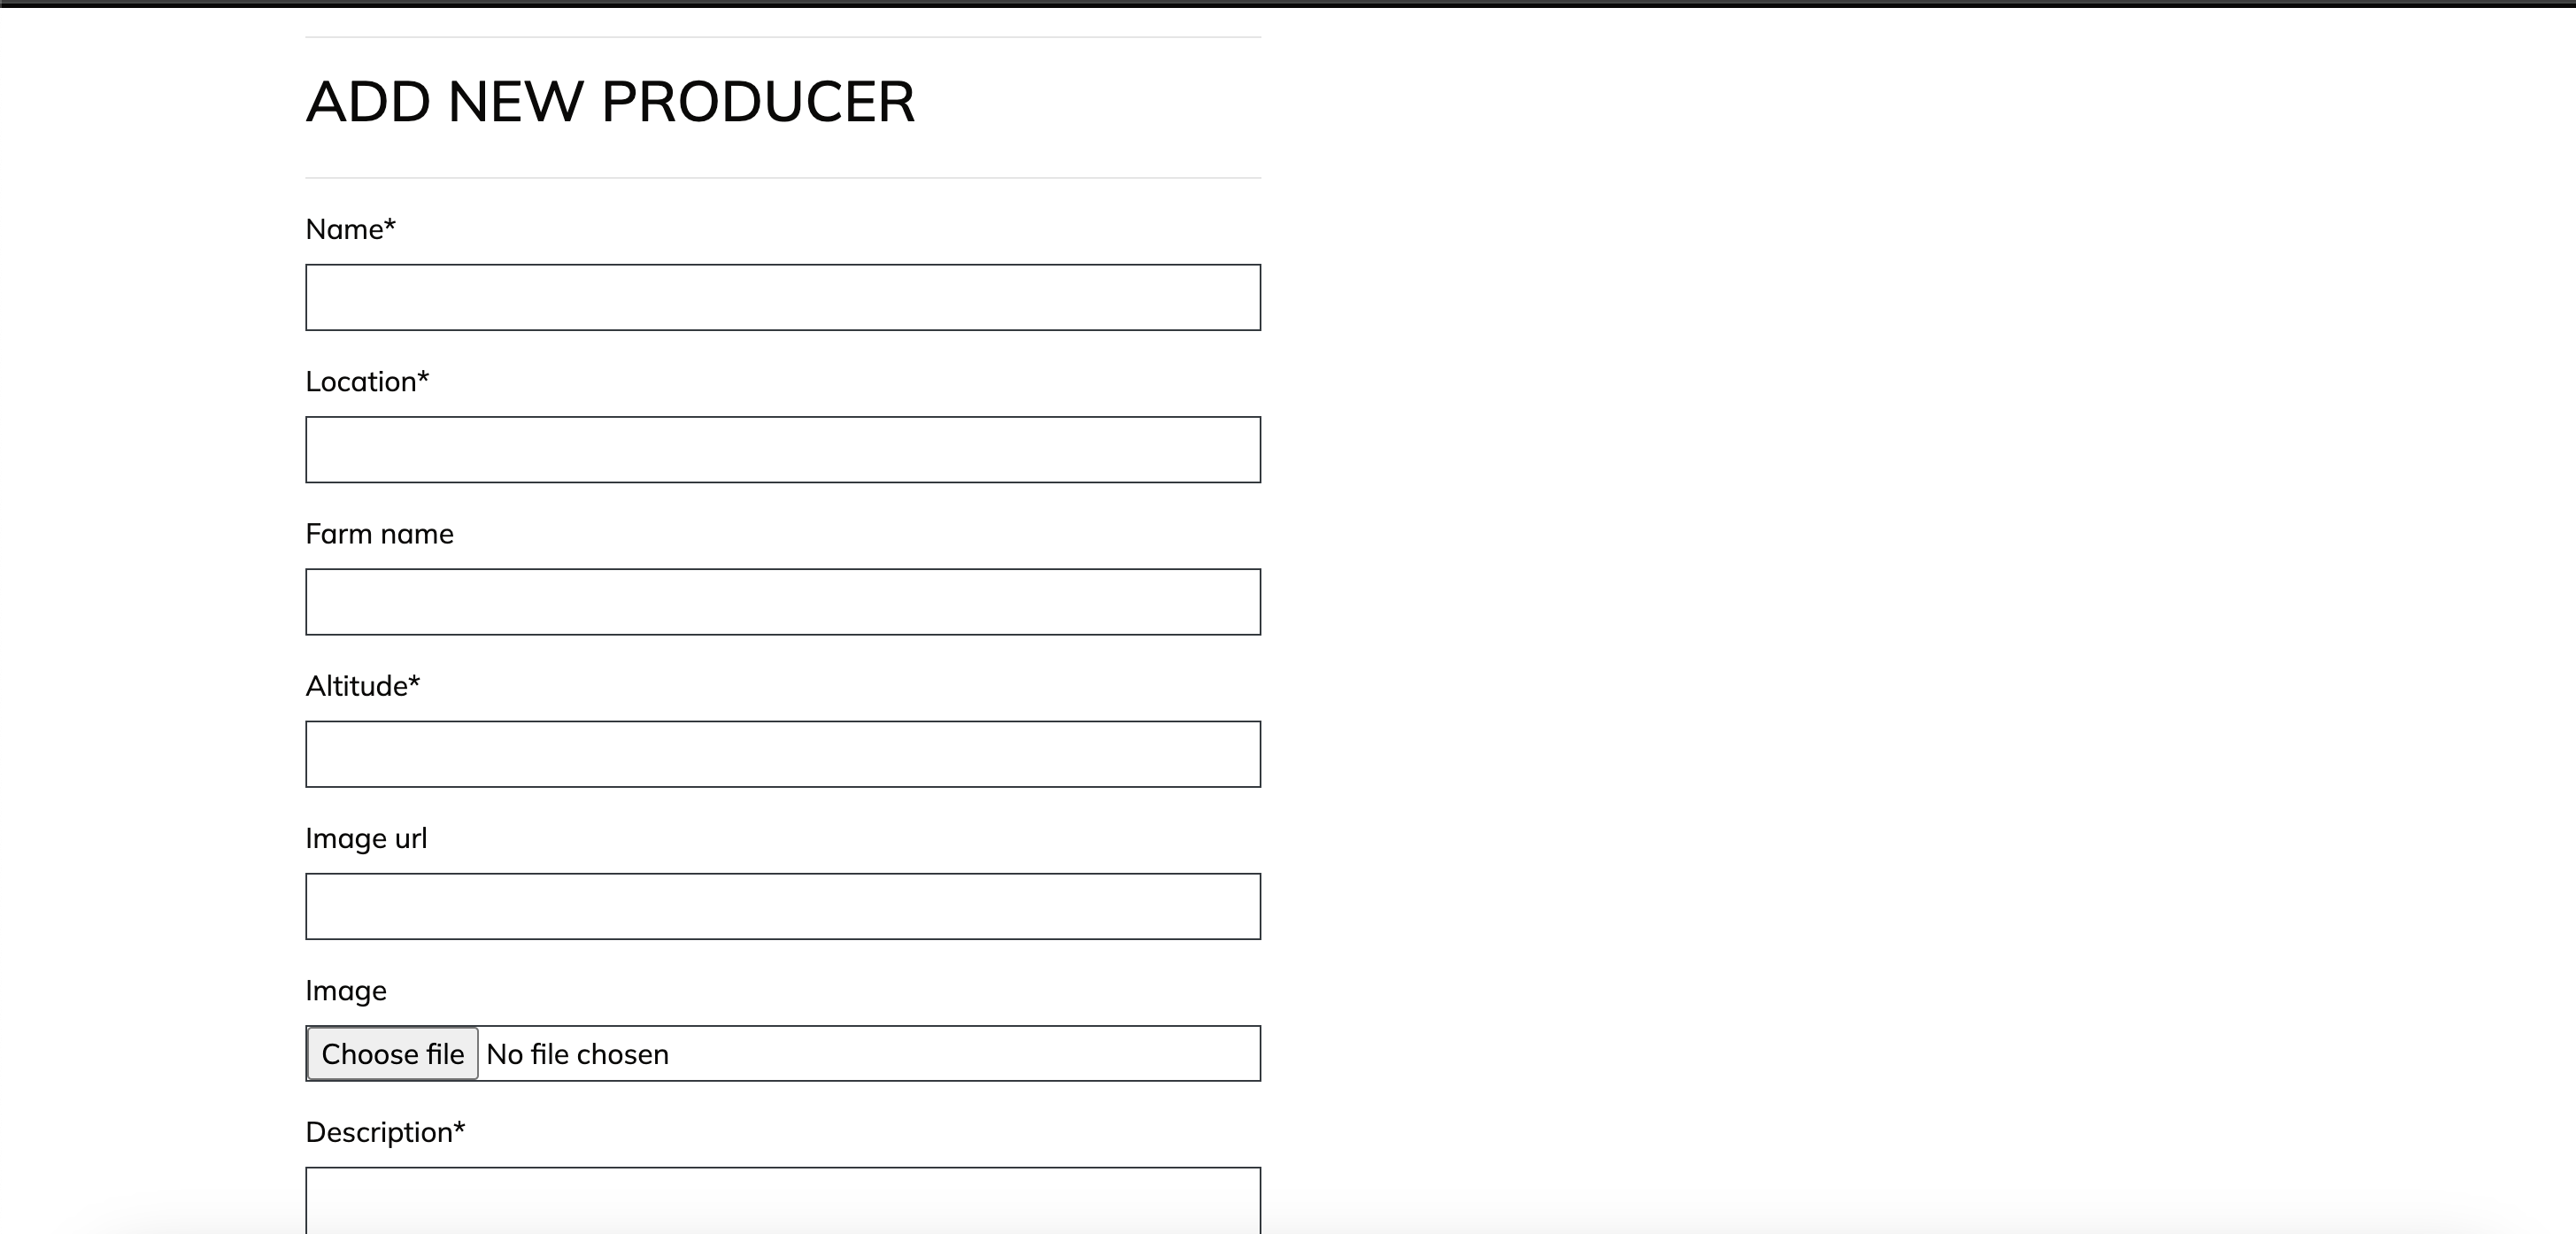 ADD NEW PRODUCER
Name*
Location*
Farm name
Altitude*
Image url
Image
Choose file No file chosen
Description*